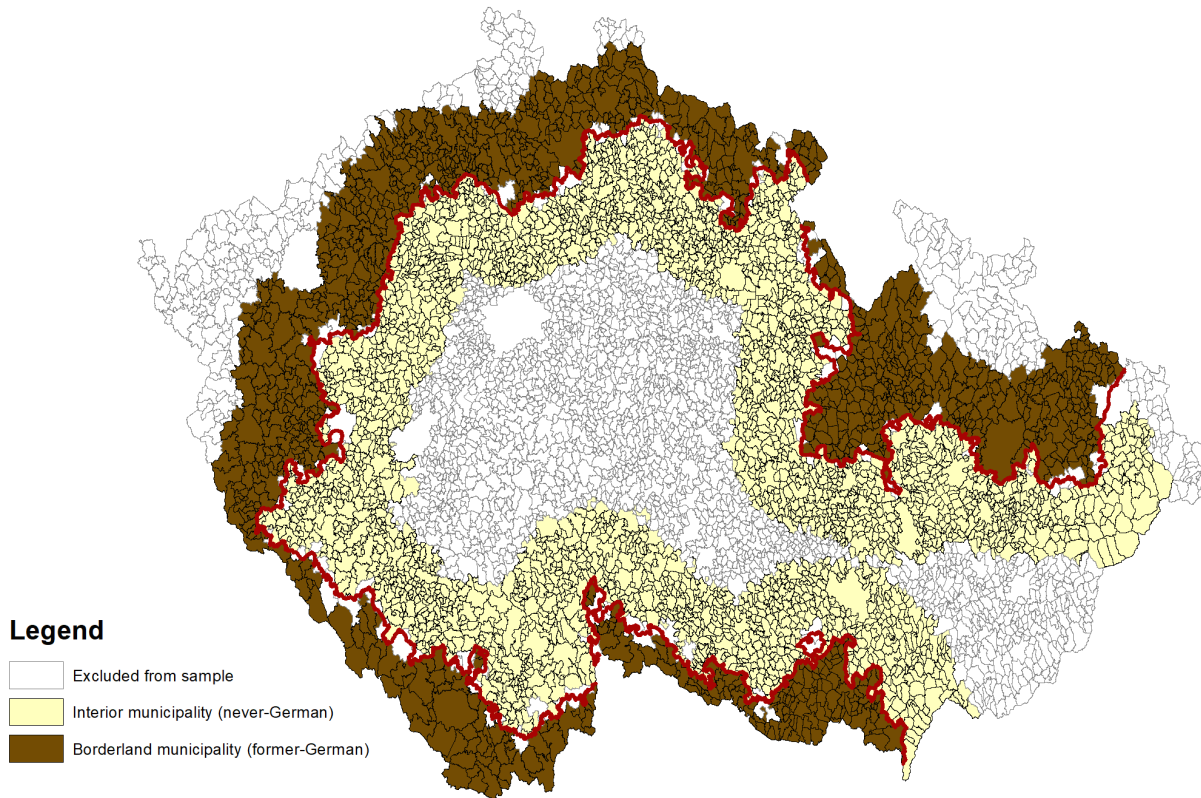 Legend
Excluded from sample
Interior municipality (never-German)
Borderland municipality (former-German)